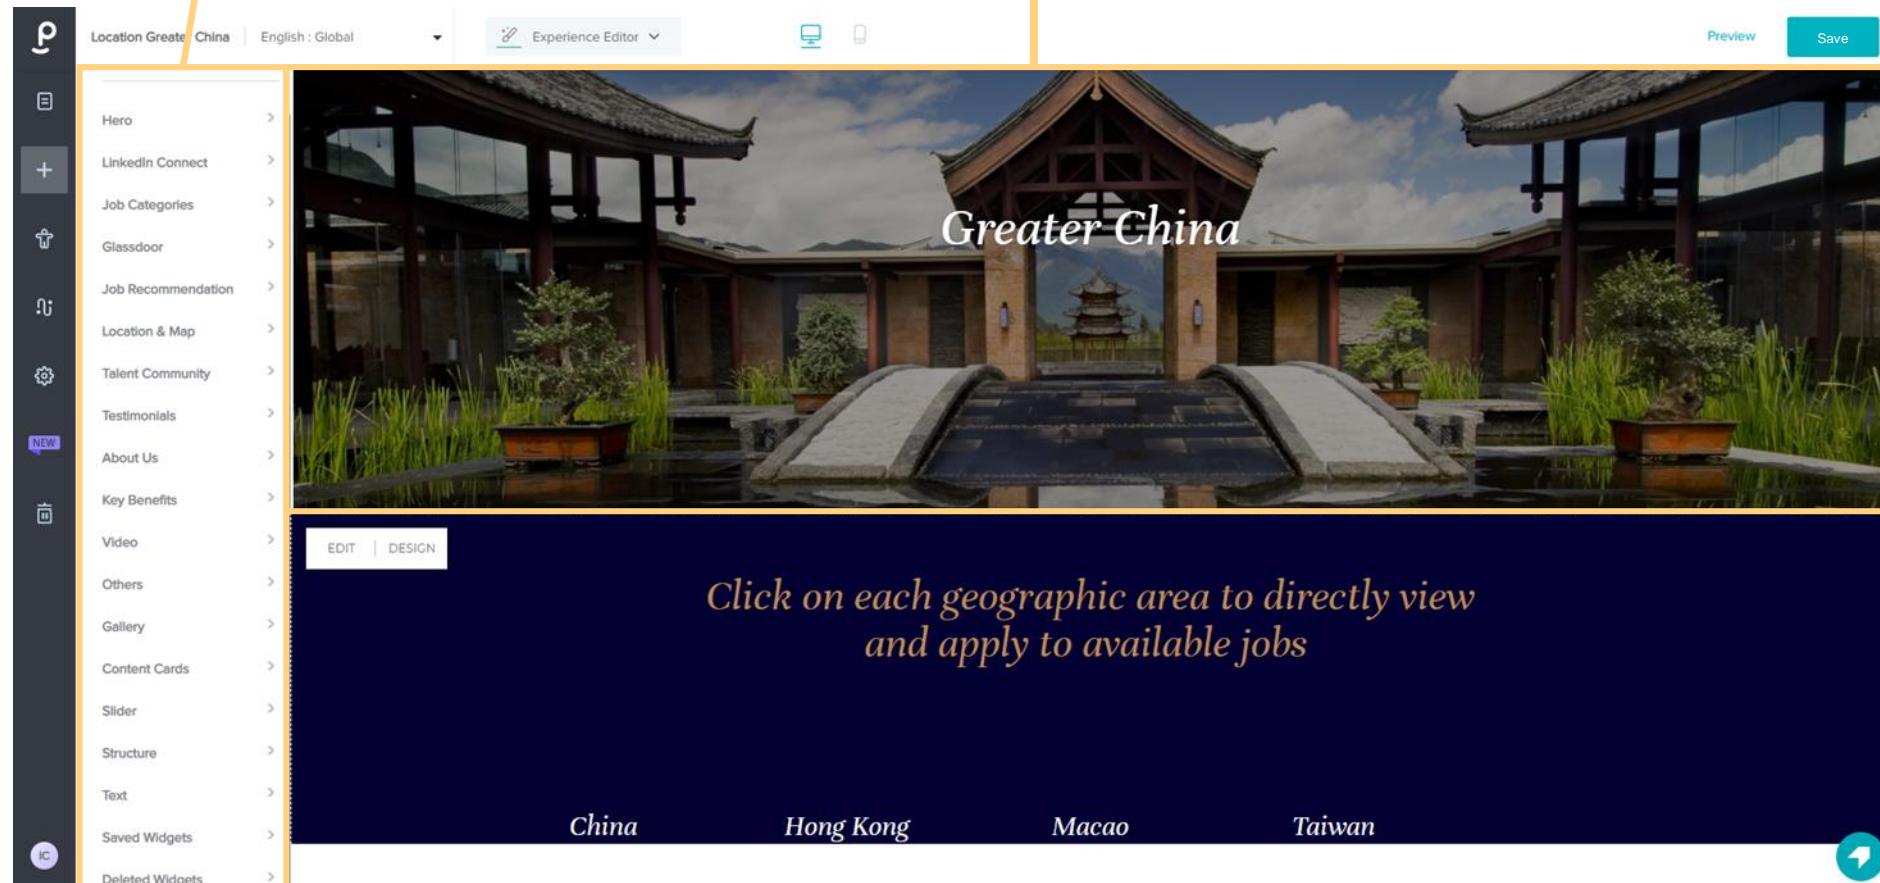 Location Greater China
English : Global
Experience Editor
Preview
Save
Hero
LinkedIn Connect
Job Categories
Glassdoor
Job Recommendation
Location & Map
Talent Community
Testimonials
About Us
Key Benefits
Video
Others
Gallery
Content Cards
Slider
Structure
Text
Saved Widgets
Deleted Widgets
NEW
IC
Greater China
EDIT | DESIGN
Click on each geographic area to directly view
and apply to available jobs
China
Hong Kong
Macao
Taiwan